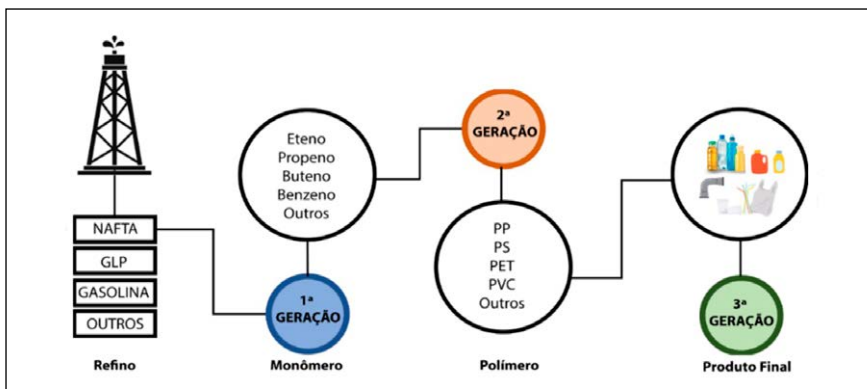 NAFTA
GLP
GASOLINA
OUTROS
Refino
Eteno
Propeno
Buteno
Benzeno
Outros
1ª
GERAÇÃO
Monômero
2ª
GERAÇÃO
PP
PS
PET
PVC
Outros
Polímero
3ª
GERAÇÃO
Produto Final